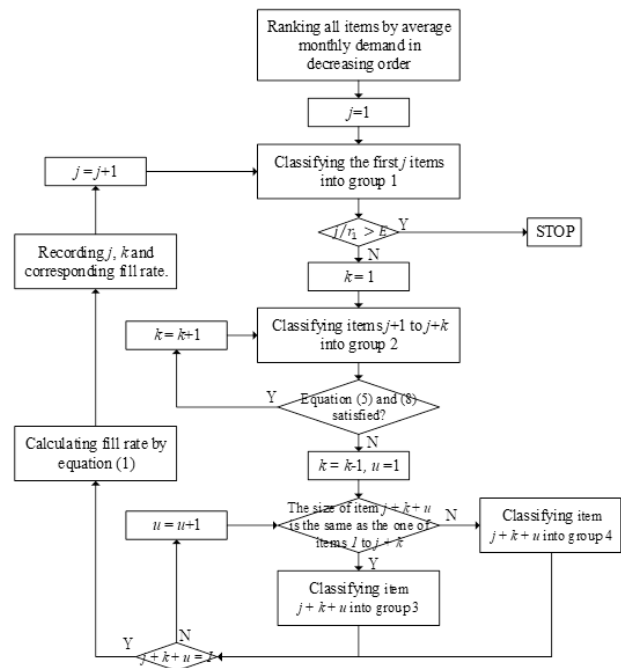 Ranking all items by average
monthly demand in
decreasing order
j=1
j = j+1
Classifying the first j items
into group 1
j/r₁ > E
Y
STOP
N
Recording j, k and
corresponding fill rate.
k = 1
k = k+1
Classifying items j+1 to j+k
into group 2
Y
Equation (5) and (8)
satisfied?
N
Calculating fill rate by
equation (1)
k = k-1, u =1
u = u+1
The size of item j + k + u
is the same as the one of
items 1 to j + k
N
Classifying item
j + k + u into group 4
Y
Classifying item
j + k + u into group 3
Y
N
j + k + u = I